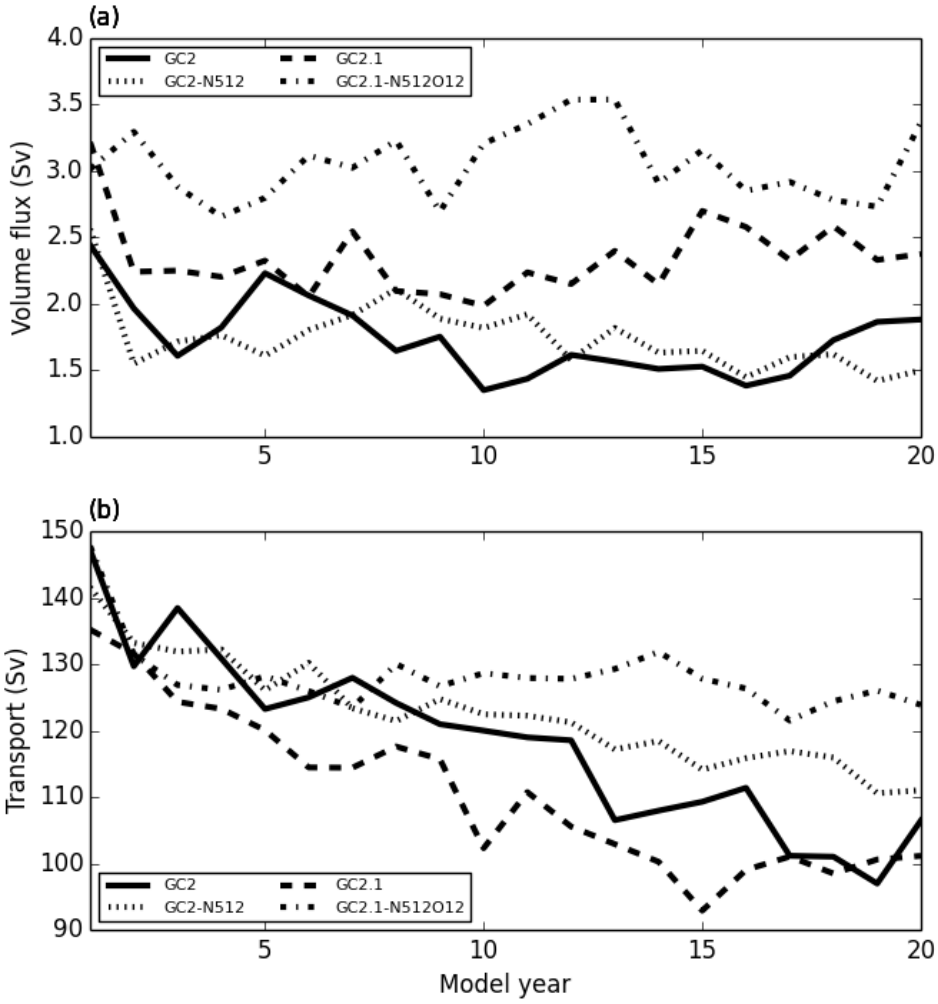 (a)
4.0
GC2 GC2.1
GC2-N512 GC2.1-N512O12
3.5
3.0
2.5
2.0
1.5
1.0
Volume flux (Sv)
5 10 15 20
(b)
150
140
130
120
110
100
90
Transport (Sv)
GC2 GC2.1
GC2-N512 GC2.1-N512O12
5 10 15 20
Model year